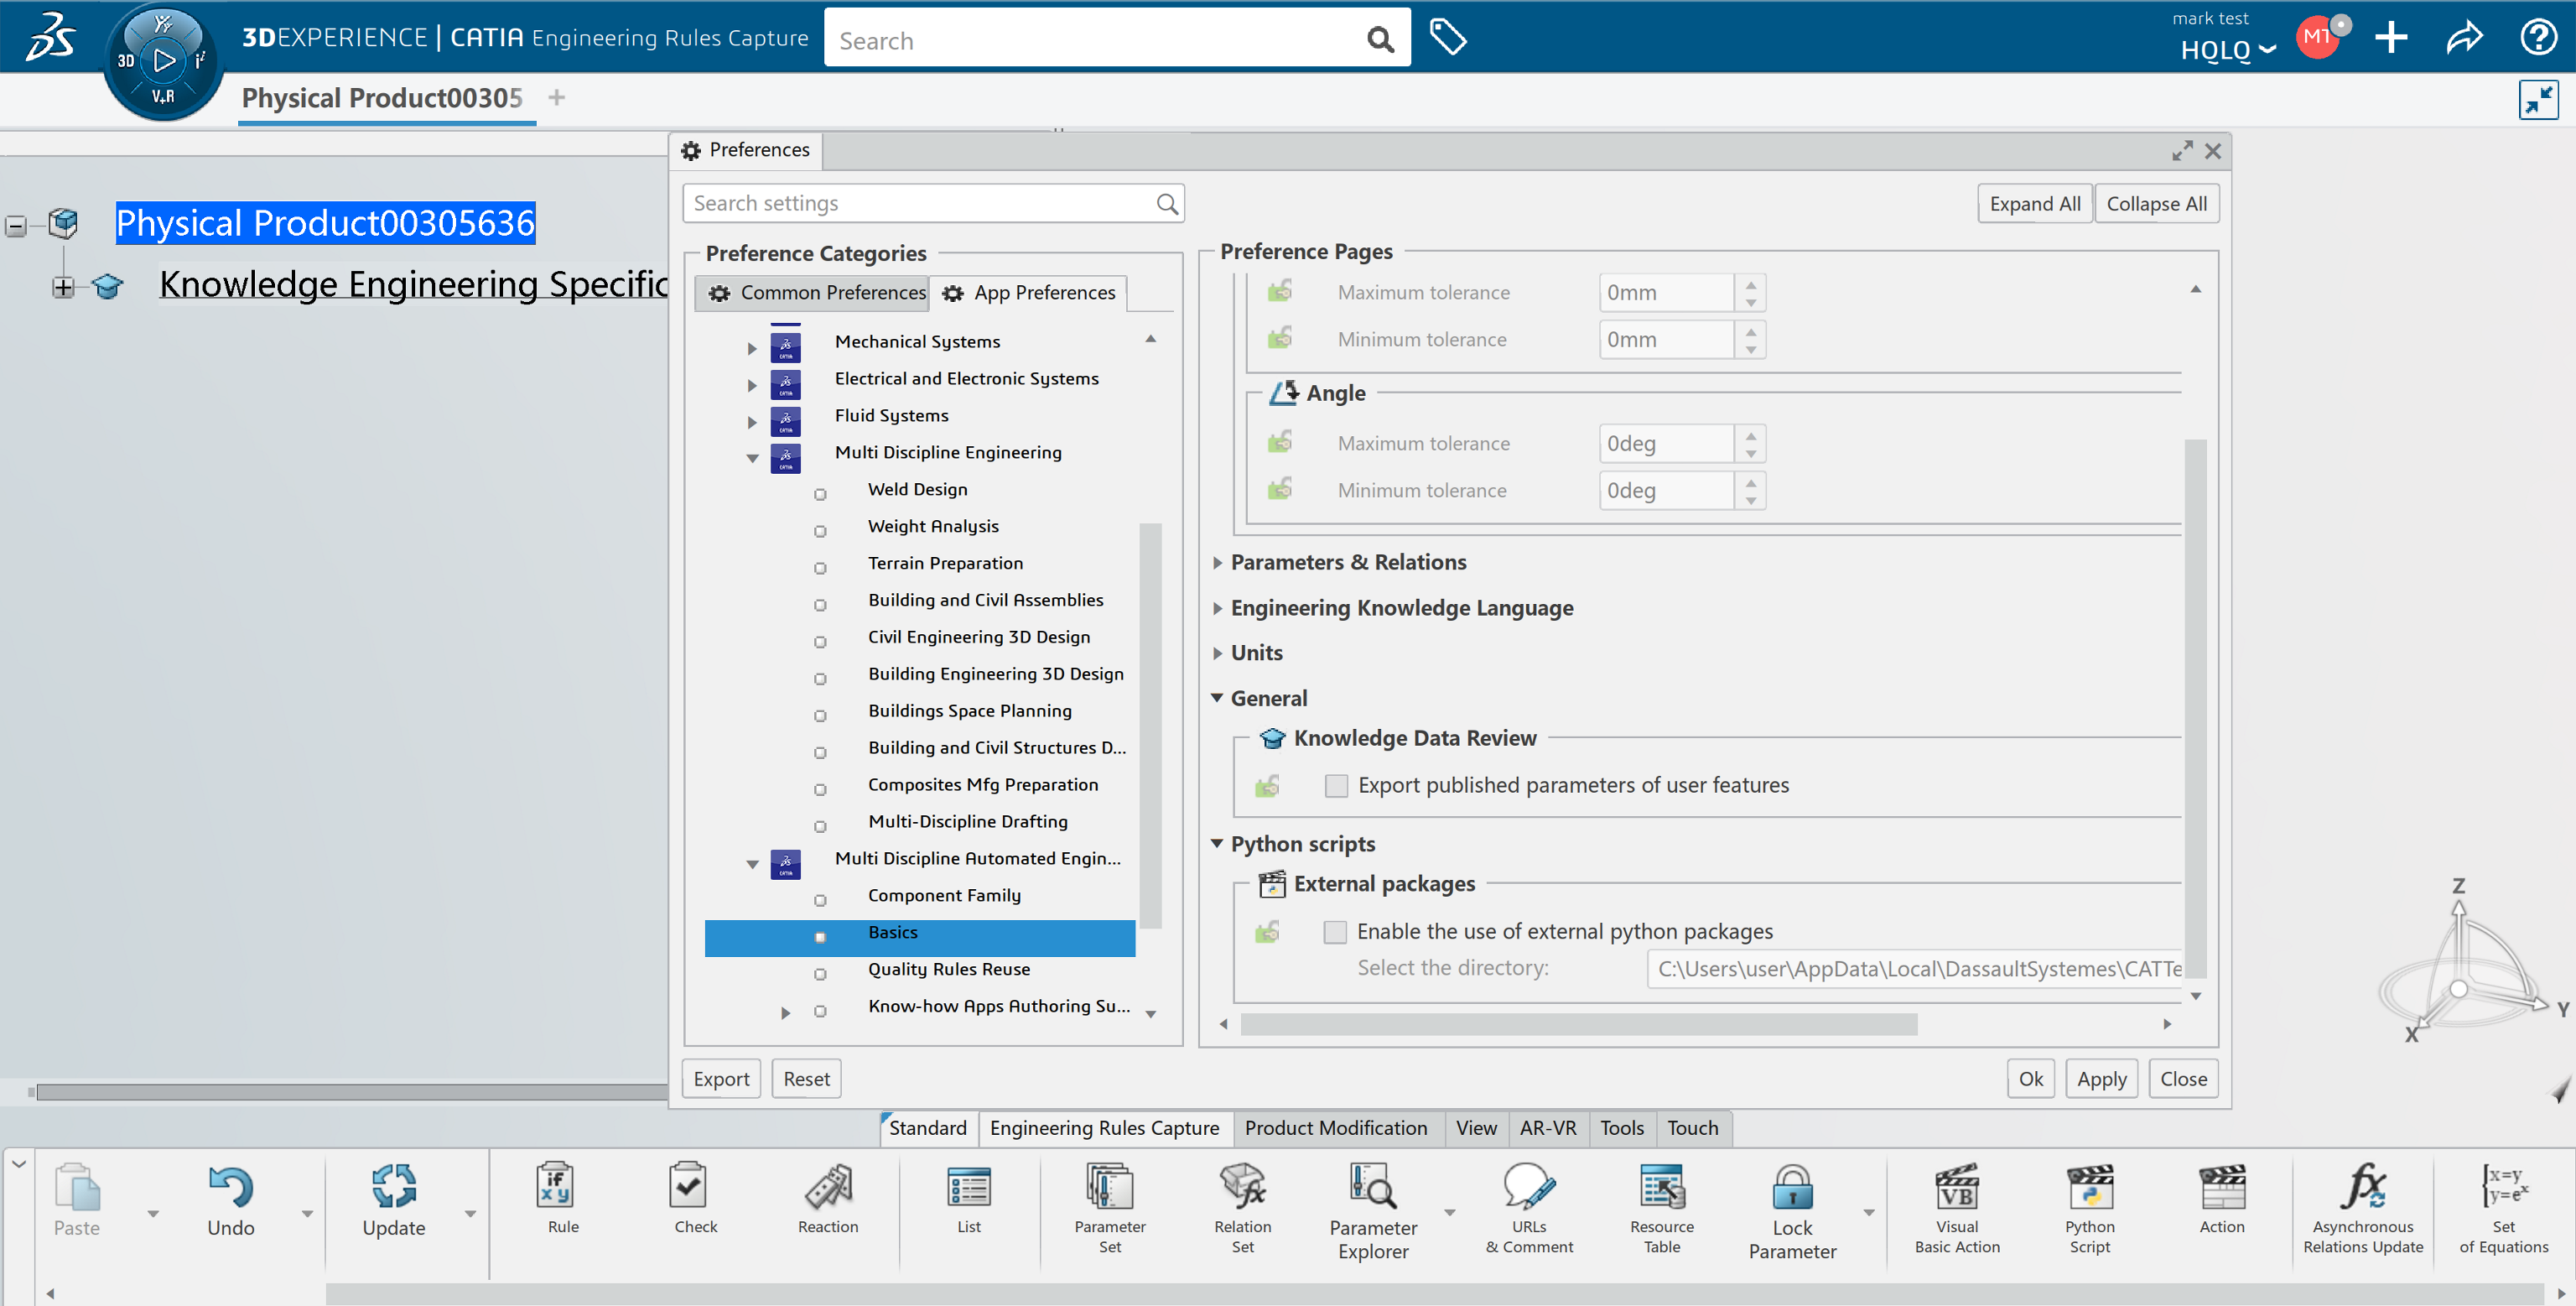 3DEXPERIENCE | CATIA Engineering Rules Capture
Search
mark test
HQLQ
MT
3D
V+R
Physical Product00305
Preferences
Search settings
Expand All
Collapse All
Physical Product00305636
Knowledge Engineering Specific
Preference Categories
Common Preferences
App Preferences
Mechanical Systems
Electrical and Electronic Systems
Fluid Systems
Multi Discipline Engineering
Weld Design
Weight Analysis
Terrain Preparation
Building and Civil Assemblies
Civil Engineering 3D Design
Building Engineering 3D Design
Buildings Space Planning
Building and Civil Structures D...
Composites Mfg Preparation
Multi-Discipline Drafting
Multi Discipline Automated Engin...
Component Family
Basics
Quality Rules Reuse
Know-how Apps Authoring Su...
Preference Pages
Maximum tolerance 0mm
Minimum tolerance 0mm
Angle
Maximum tolerance 0deg
Minimum tolerance 0deg
Parameters & Relations
Engineering Knowledge Language
Units
General
Knowledge Data Review
Export published parameters of user features
Python scripts
External packages
Enable the use of external python packages
Select the directory: C:\Users\user\AppData\Local\DassaultSystemes\CATTe
Z
Y
X
Export
Reset
Ok
Apply
Close
Standard
Engineering Rules Capture
Product Modification
View
AR-VR
Tools
Touch
Paste
Undo
Update
Rule
Check
Reaction
List
Parameter Set
Relation Set
Parameter Explorer
URLs & Comment
Resource Table
Lock Parameter
Visual Basic Action
Python Script
Action
Asynchronous Relations Update
Set of Equations